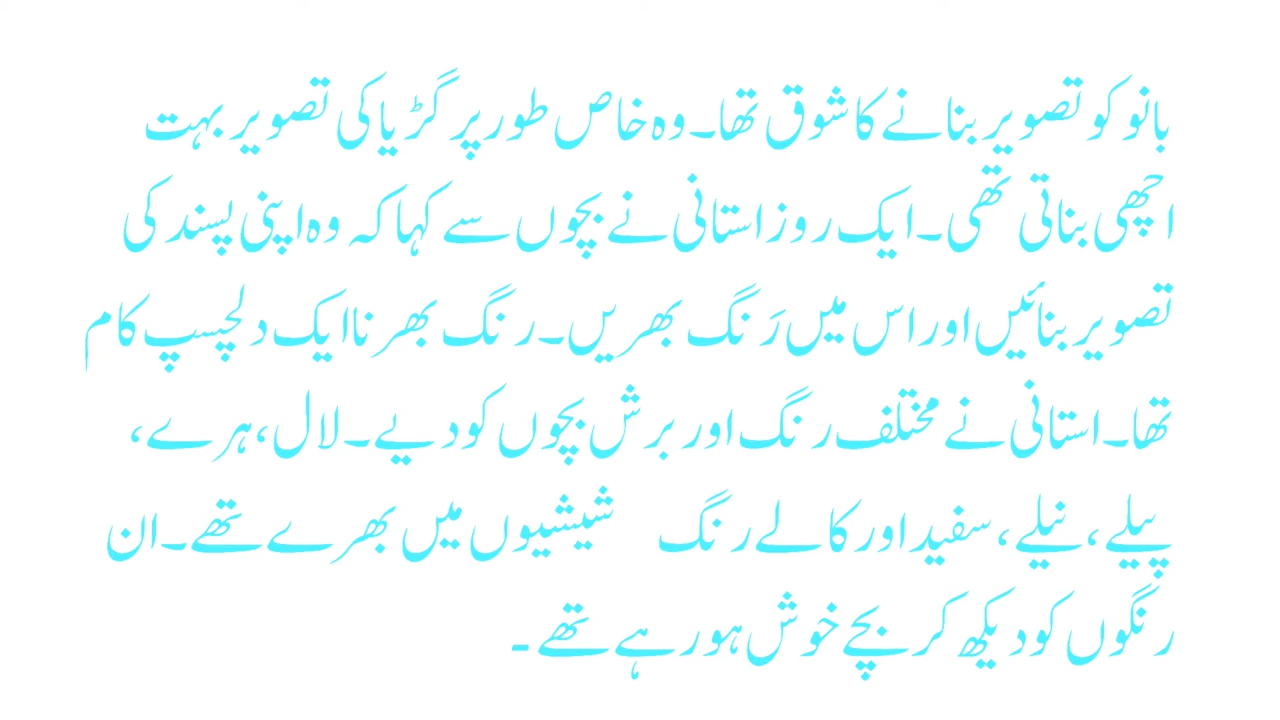 بانو کو تصویر بنانے کا شوق تھا۔ وہ خاص طور پر گڑیا کی تصویر بہت
اچھی بناتی تھی۔ ایک روز استانی نے بچوں سے کہا کہ وہ اپنی پسند کی
تصویر بنائیں اور اس میں رَنگ بھریں۔ رنگ بھرنا ایک دلچسپ کام
تھا۔ استانی نے مختلف رنگ اور برش بچوں کو دیے۔ لال، ہرے،
پیلے، نیلے، سفید اور کالے رنگ شیشیوں میں بھرے تھے۔ ان
رنگوں کو دیکھ کر بچے خوش ہو رہے تھے۔